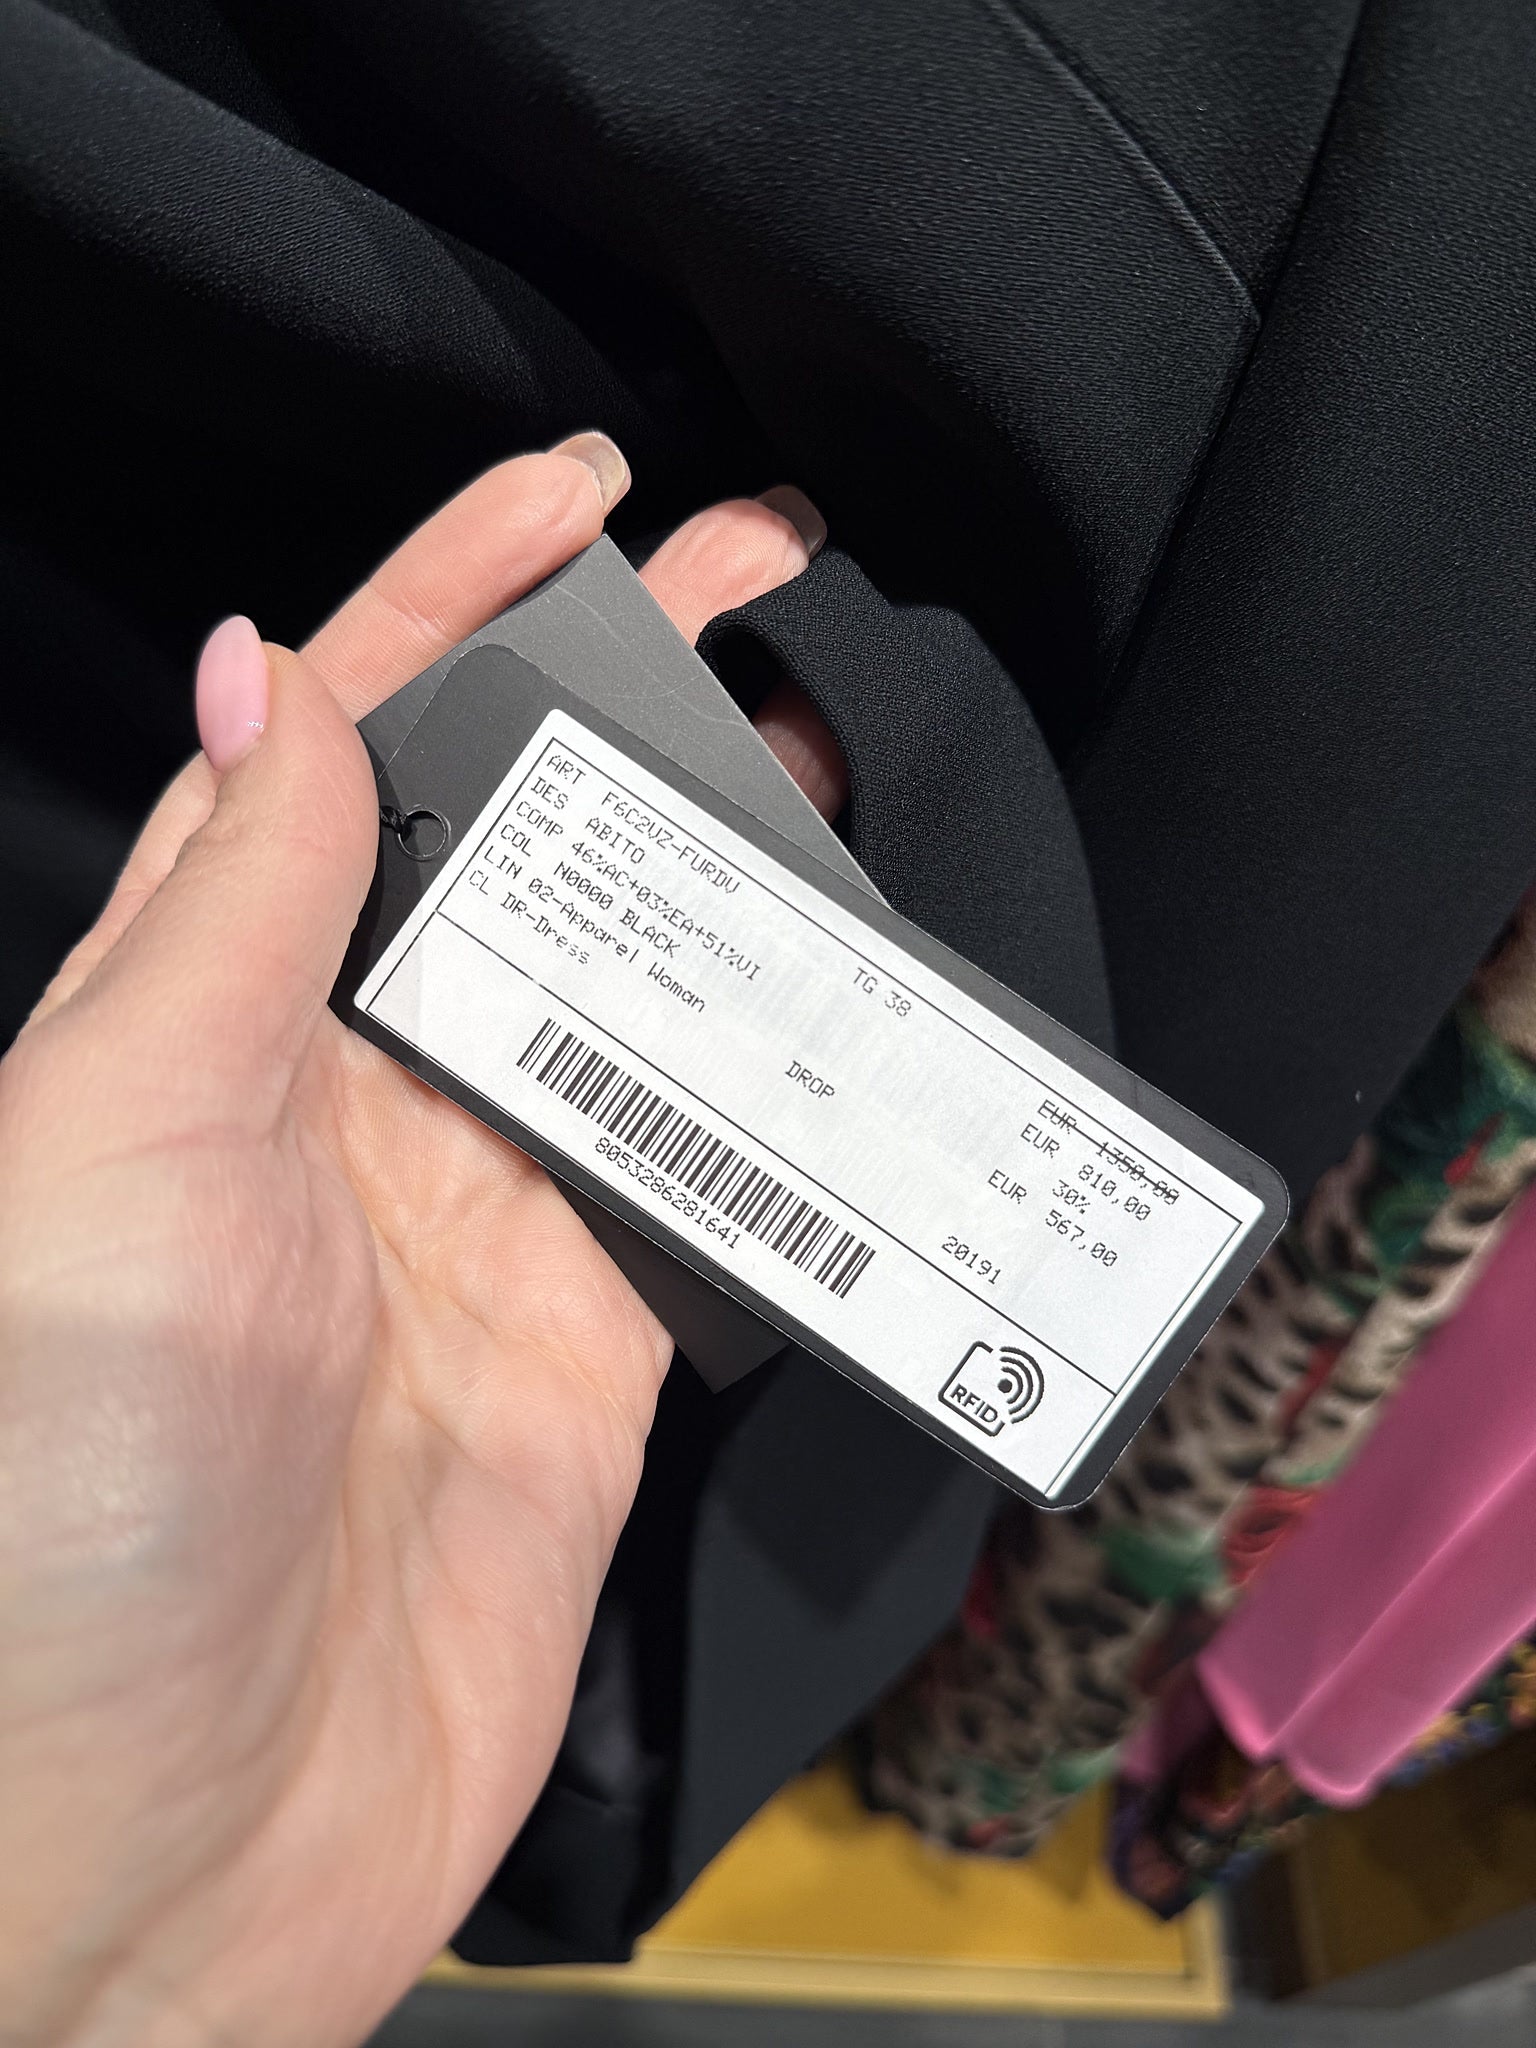 ART F6C2VZ-FURDV
DES ABITO
COMP 46%AC+03%EA+51%VI
COL N0000 BLACK
LIN 02-Apparel Woman
CL DR-Dress
TG 38
DROP
EUR 1350,00
EUR 810,00
30%
EUR 567,00
20191
8053286281641
RFID